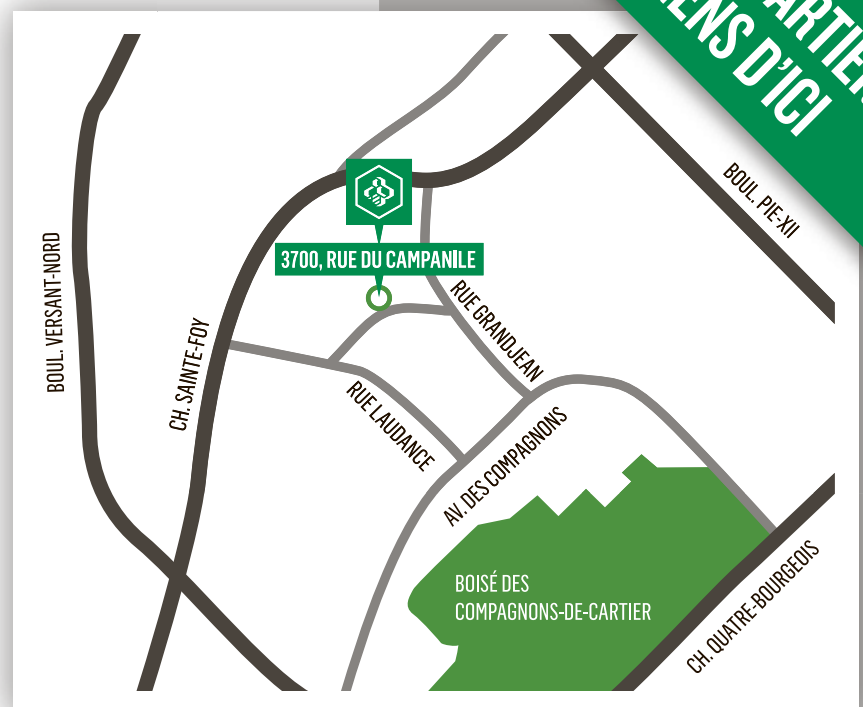 ARTIER
ENS D'ICI
BOUL. PIE-XII
BOUL. VERSANT-NORD
CH. SAINTE-FOY
3700, RUE DU CAMPANILE
RUE GRANDJEAN
RUE LAUDANCE
AV. DES COMPAGNONS
BOISÉ DES
COMPAGNONS-DE-CARTIER
CH. QUATRE-BOURGEOIS